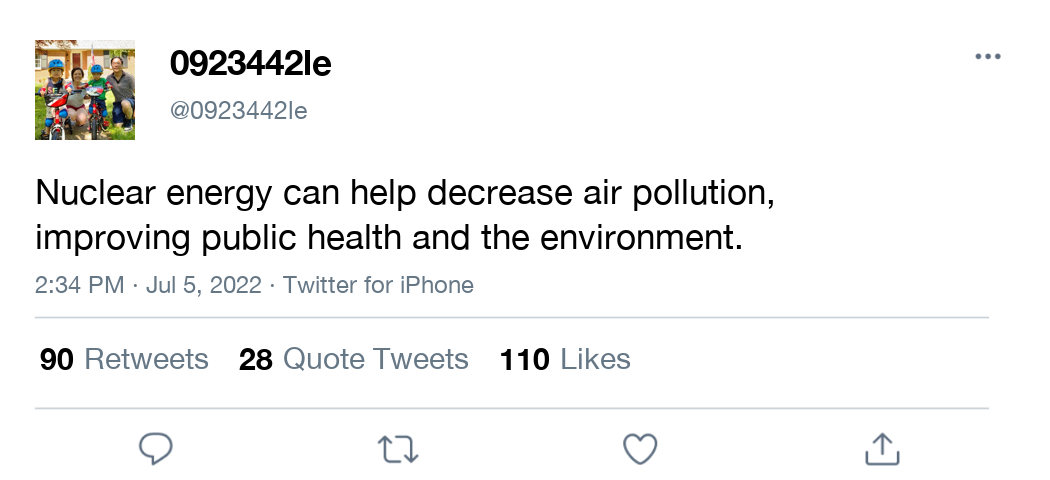 0923442le
@0923442le
Nuclear energy can help decrease air pollution,
improving public health and the environment.
2:34 PM · Jul 5, 2022 · Twitter for iPhone
90 Retweets 28 Quote Tweets 110 Likes